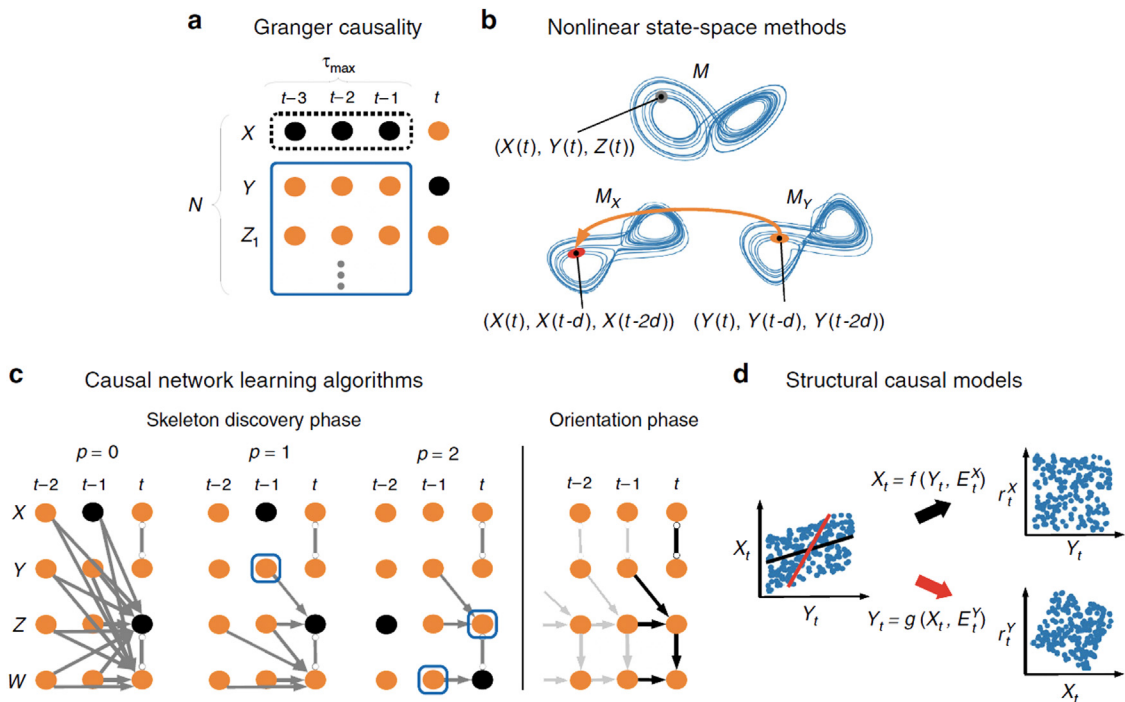 a Granger causality
τmax
t–3 t–2 t–1 t
X
Y
N
Z1
b Nonlinear state-space methods
M
(X(t), Y(t), Z(t))
MX MY
(X(t), X(t-d), X(t-2d)) (Y(t), Y(t-d), Y(t-2d))
c Causal network learning algorithms
Skeleton discovery phase Orientation phase
p = 0 p = 1 p = 2
t–2 t–1 t t–2 t–1 t t–2 t–1 t t–2 t–1 t
X
Y
Z
W
d Structural causal models
Xt = f (Yt, EtX)
rtX
Yt
Xt
Yt
Yt = g (Xt, EtY)
rtY
Xt